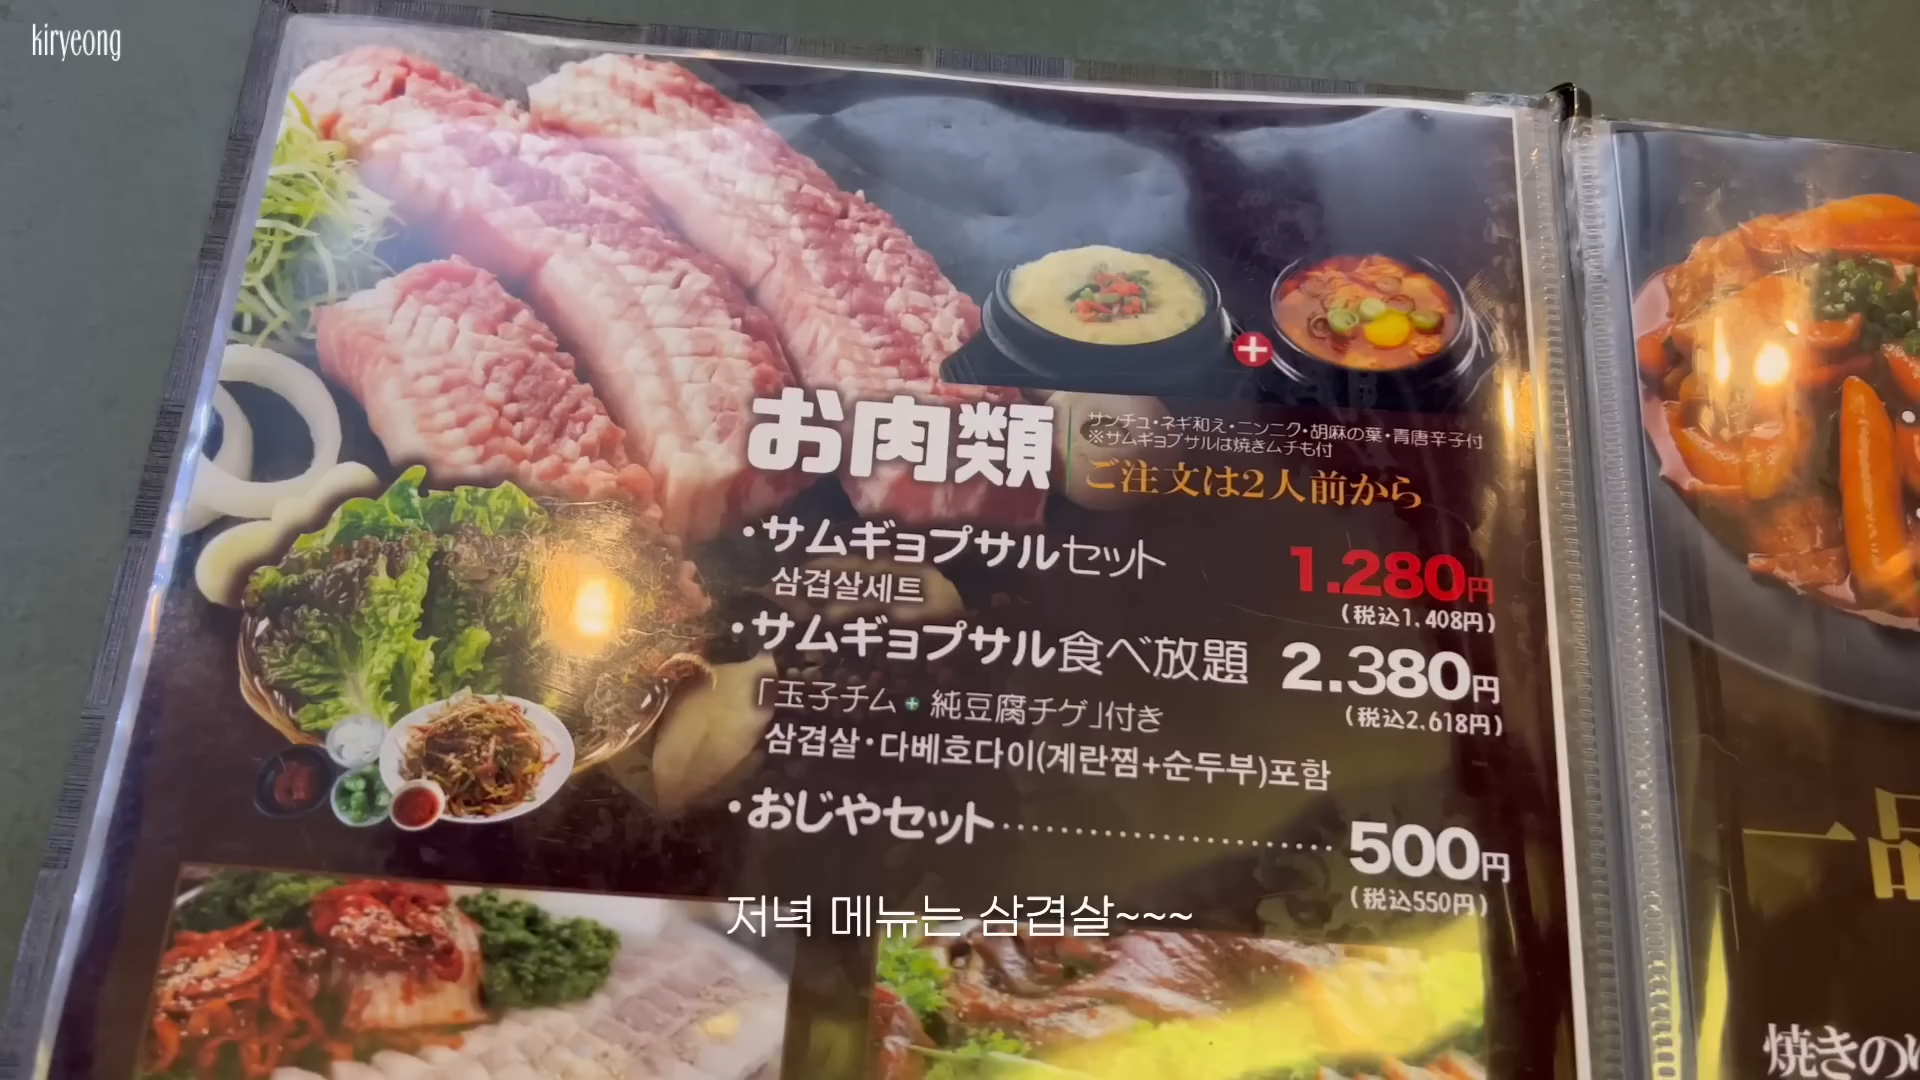 kiryeong
お肉類
サンチュ・ネギ和え・ニンニク・胡麻の葉・青唐辛子付
※サムギョプサルは焼きムチも付
ご注文は2人前から
・サムギョプサルセット 1.280円
삼겹살세트 (税込1,408円)
・サムギョプサル食べ放題 2.380円
「玉子チム+純豆腐チゲ」付き (税込2.618円)
삼겹살・다베호다이(계란찜+순두부)포함
・おじやセット 500円
(税込550円)
저녁 메뉴는 삼겹살~~~
一品
焼きの